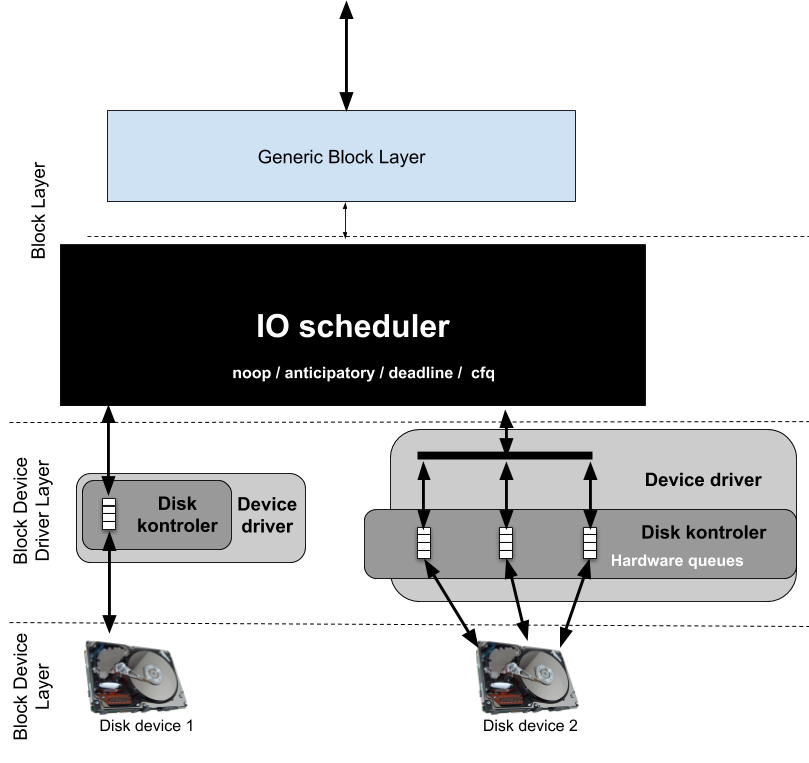 Block Layer
Generic Block Layer
IO scheduler
noop / anticipatory / deadline / cfq
Block Device
Driver Layer
Disk
kontroler
Device
driver
Device driver
Disk kontroler
Hardware queues
Block Device
Layer
Disk device 1
Disk device 2